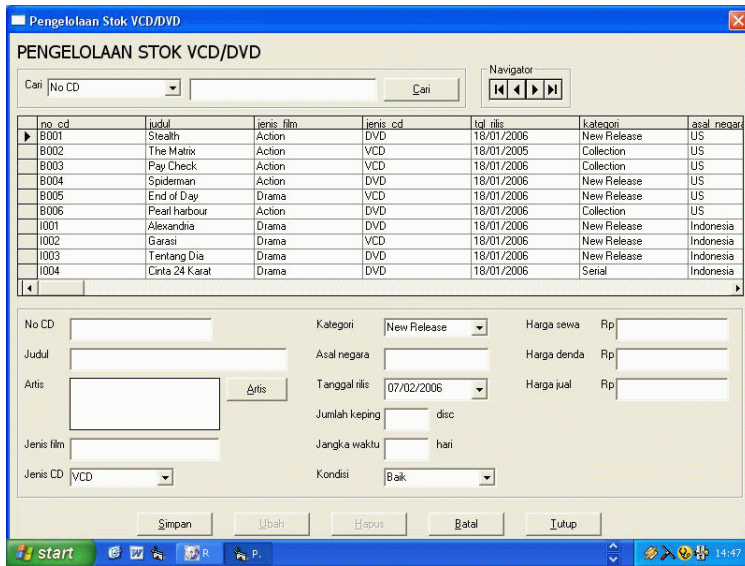 Pengelolaan Stok VCD/DVD
PENGELOLAAN STOK VCD/DVD
Cari No CD Cari Navigator
no_cd judul jenis_film jenis_cd tgl_rilis kategori asal_negara
B001 Stealth Action DVD 18/01/2006 New Release US
B002 The Matrix Action VCD 18/01/2005 Collection US
B003 Pay Check Action VCD 18/01/2006 Collection US
B004 Spiderman Action DVD 18/01/2006 New Release US
B005 End of Day Drama VCD 18/01/2006 New Release US
B006 Pearl harbour Action DVD 18/01/2006 Collection US
I001 Alexandria Drama DVD 18/01/2006 New Release Indonesia
I002 Garasi Drama VCD 18/01/2006 New Release Indonesia
I003 Tentang Dia Drama DVD 18/01/2006 New Release Indonesia
I004 Cinta 24 Karat Drama DVD 18/01/2006 Serial Indonesia
No CD Kategori New Release Harga sewa Rp
Judul Asal negara Harga denda Rp
Artis Artis Tanggal rilis 07/02/2006 Harga jual Rp
Jumlah keping disc
Jenis film Jangka waktu hari
Jenis CD VCD Kondisi Baik
Simpan Ubah Hapus Batal Tutup
start R P. 14:47